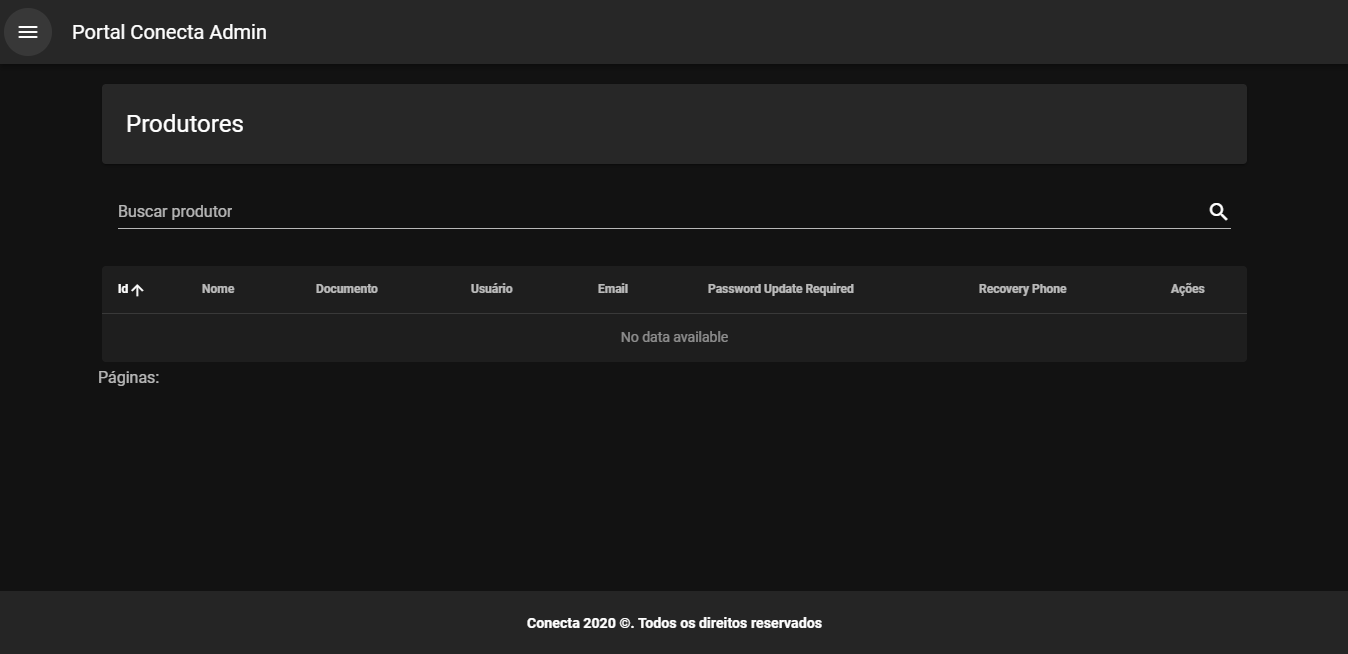 Portal Conecta Admin
Produtores
Buscar produtor
Id Nome Documento Usuário Email Password Update Required Recovery Phone Ações
No data available
Páginas:
Conecta 2020 ©. Todos os direitos reservados